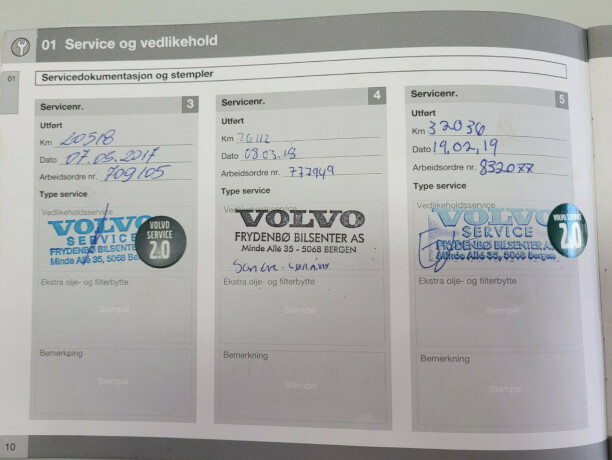 01 Service og vedlikehold
01
Servicedokumentasjon og stempler
Servicenr. 3
Utført
Km 20518
Dato 07.05.2017
Arbeidsordre nr. 709105
Type service
Vedlikeholdsservice
VOLVO
SERVICE
FRYDENBØ BILSENTER
Minde Allé 35, 5068 BERGEN
VOLVO
SERVICE
2.0
Ekstra olje- og filterbytte
Stempel
Bemerkning
Stempel
Servicenr. 4
Utført
Km 26112
Dato 08.03.18
Arbeidsordre nr. 777949
Type service
Vedlikeholdsservice
VOLVO
FRYDENBØ BILSENTER AS
Minde Allé 35 - 5068 BERGEN
Ekstra olje- og filterbytte
Stempel
Bemerkning
Stempel
Servicenr. 5
Utført
Km 32036
Dato 19.02.19
Arbeidsordre nr.
Type service
Vedlikeholdsservice
VOLVO
SERVICE
FRYDENBØ BILSENTER AS
Minde Allé 35, 5068 Bergen
VOLVO SERVICE
2.0
Ekstra olje- og filterbytte
Stempel
Bemerkning
Stempel
10